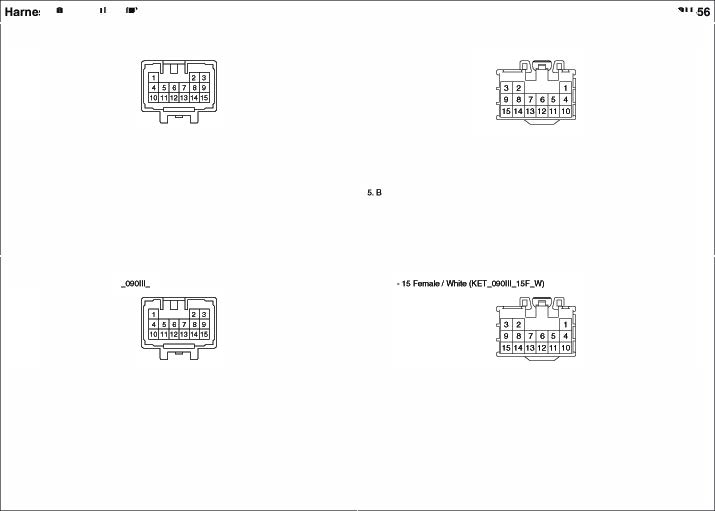 Harnes
56
1 2 3
4 5 6 7 8 9
10 11 12 13 14 15
3 2 1
9 8 7 6 5 4
15 14 13 12 11 10
5. B
_090III_
- 15 Female / White (KET_090III_15F_W)
1 2 3
4 5 6 7 8 9
10 11 12 13 14 15
3 2 1
9 8 7 6 5 4
15 14 13 12 11 10